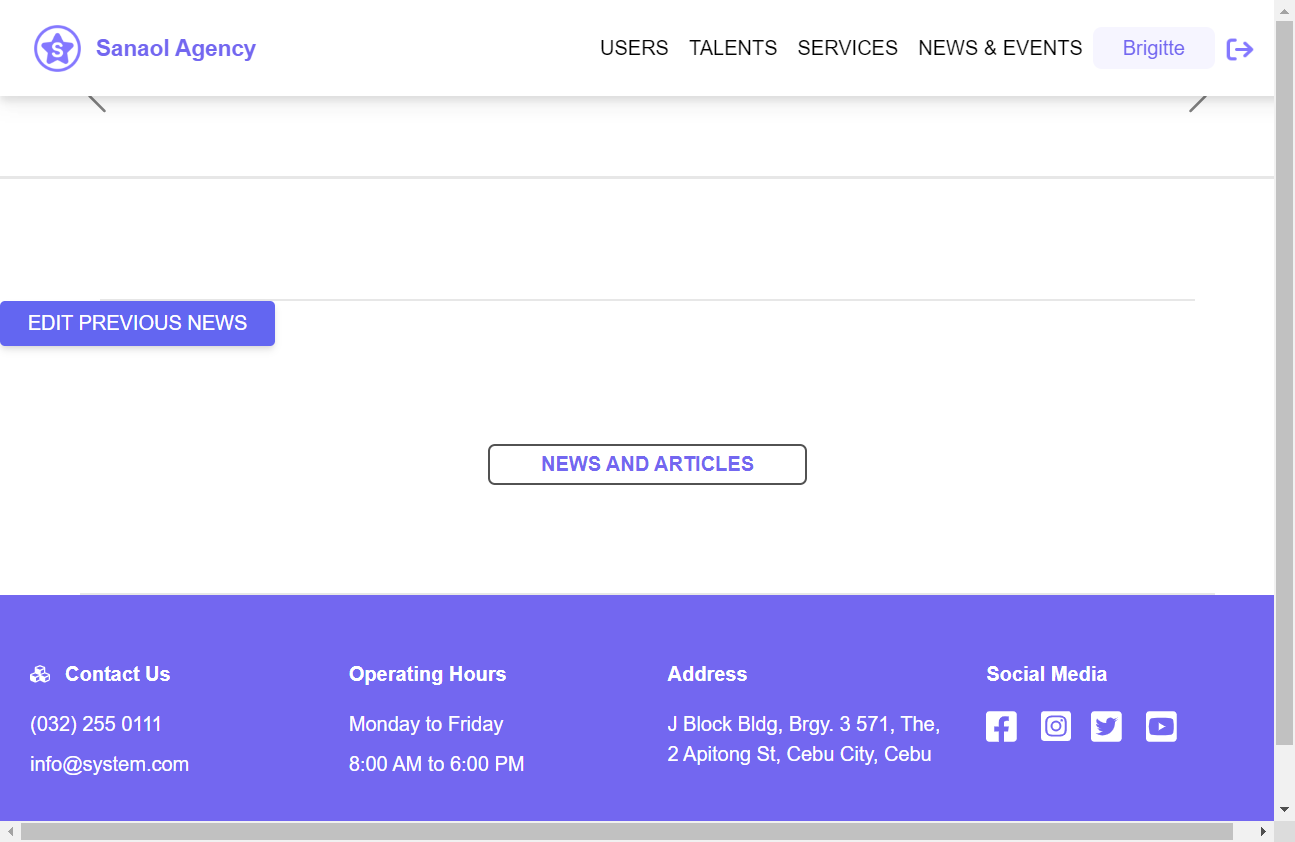 S Sanaol Agency
USERS TALENTS SERVICES NEWS & EVENTS Brigitte
EDIT PREVIOUS NEWS
NEWS AND ARTICLES
Contact Us
(032) 255 0111
info@system.com
Operating Hours
Monday to Friday
8:00 AM to 6:00 PM
Address
J Block Bldg, Brgy. 3 571, The,
2 Apitong St, Cebu City, Cebu
Social Media